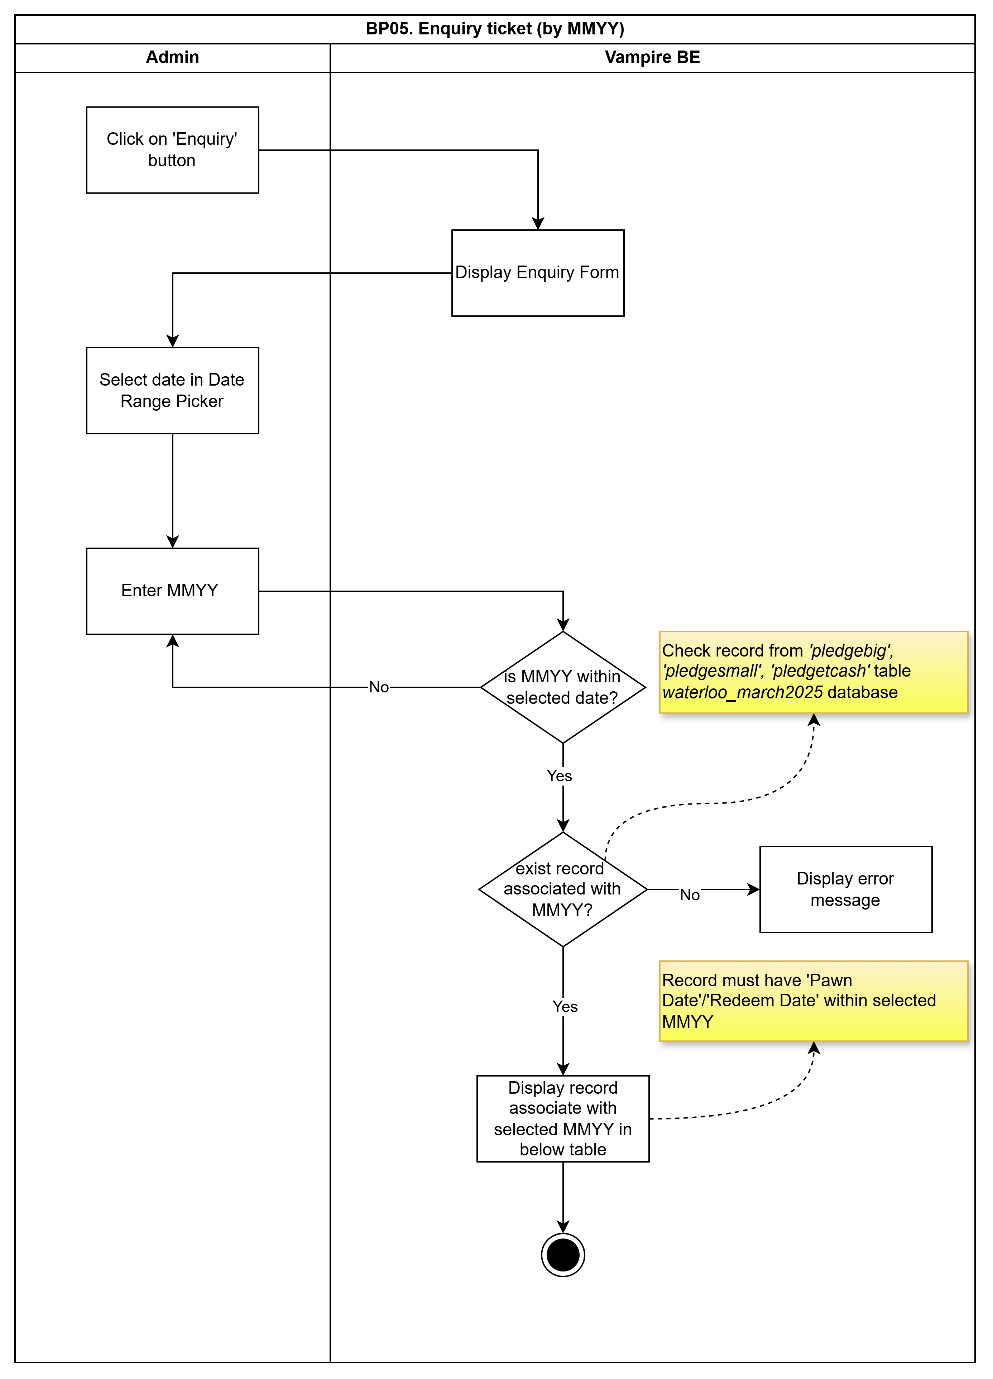 BP05. Enquiry ticket (by MMYY)
Admin
Vampire BE
Click on 'Enquiry'
button
Display Enquiry Form
Select date in Date
Range Picker
Enter MMYY
is MMYY within
selected date?
No
Check record from 'pledgebig',
'pledgesmall', 'pledgetcash' table
waterloo_march2025 database
Yes
exist record
associated with
MMYY?
No
Display error
message
Yes
Record must have 'Pawn
Date'/'Redeem Date' within selected
MMYY
Display record
associate with
selected MMYY in
below table